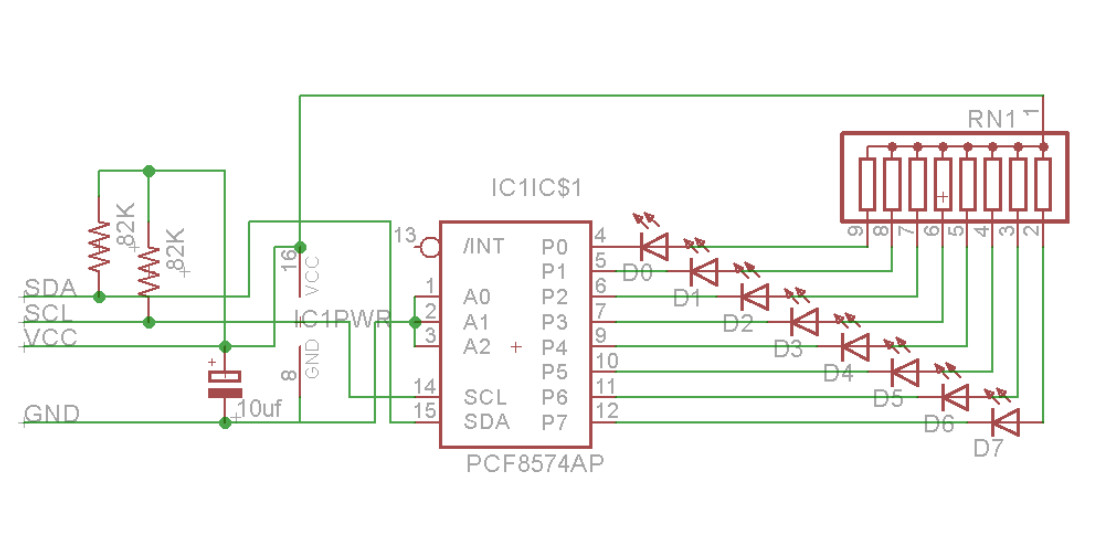 RN1 1
IC1IC$1
82K
82K
13 /INT P0 4
5
P1
1 A0 P2 6
2 A1 P3 7
3 A2 P4 9
P5 10
14 SCL P6 11
15 SDA P7 12
PCF8574AP
9 8 7 6 5 4 3 2
D0
D1
D2
D3
D4
D5
D6
D7
16 VCC
IC1PWR
8 GND
SDA
SCL
VCC
+
10uf
GND